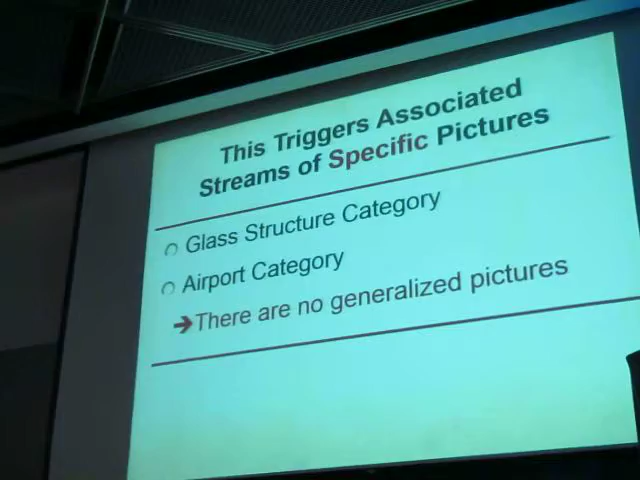 This Triggers Associated
Streams of Specific Pictures
Glass Structure Category
Airport Category
➔There are no generalized pictures